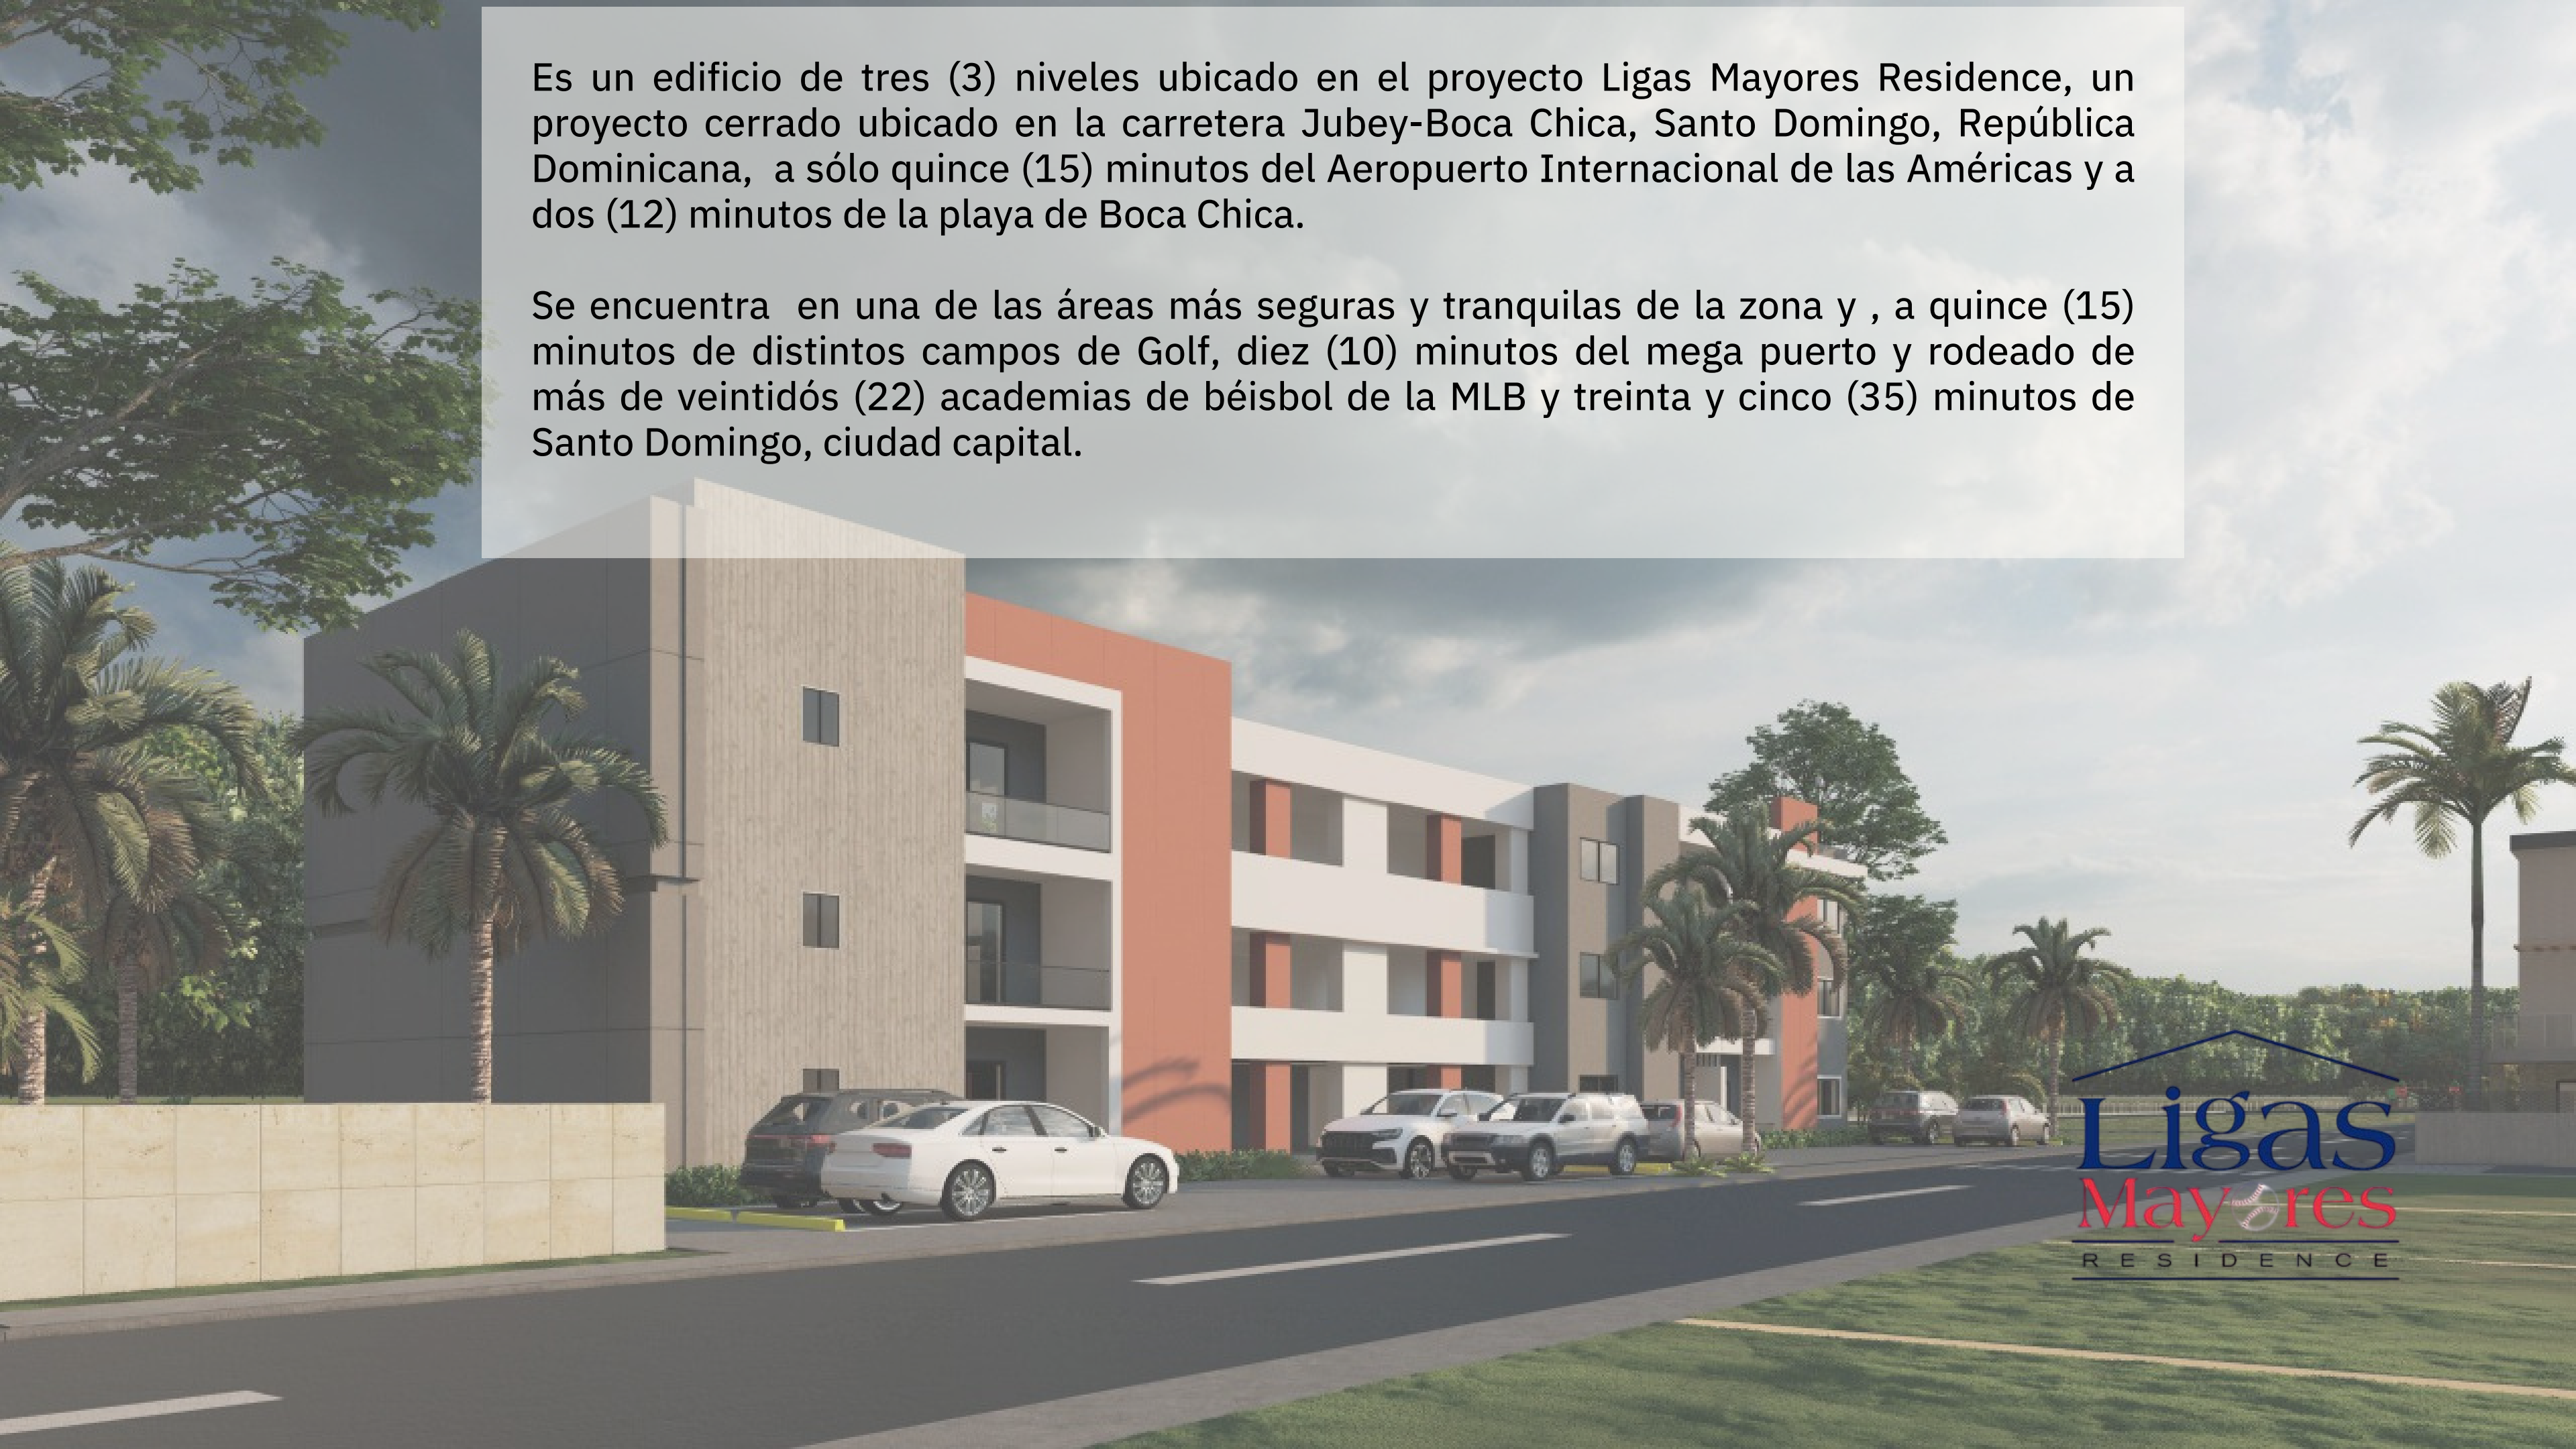 Es un edificio de tres (3) niveles ubicado en el proyecto Ligas Mayores Residence, un
proyecto cerrado ubicado en la carretera Jubey-Boca Chica, Santo Domingo, República
Dominicana,  a sólo quince (15) minutos del Aeropuerto Internacional de las Américas y a
dos (12) minutos de la playa de Boca Chica.
Se encuentra  en una de las áreas más seguras y tranquilas de la zona y , a quince (15)
minutos de distintos campos de Golf, diez (10) minutos del mega puerto y rodeado de
más de veintidós (22) academias de béisbol de la MLB y treinta y cinco (35) minutos de
Santo Domingo, ciudad capital.
Ligas
Mayores
RESIDENCE